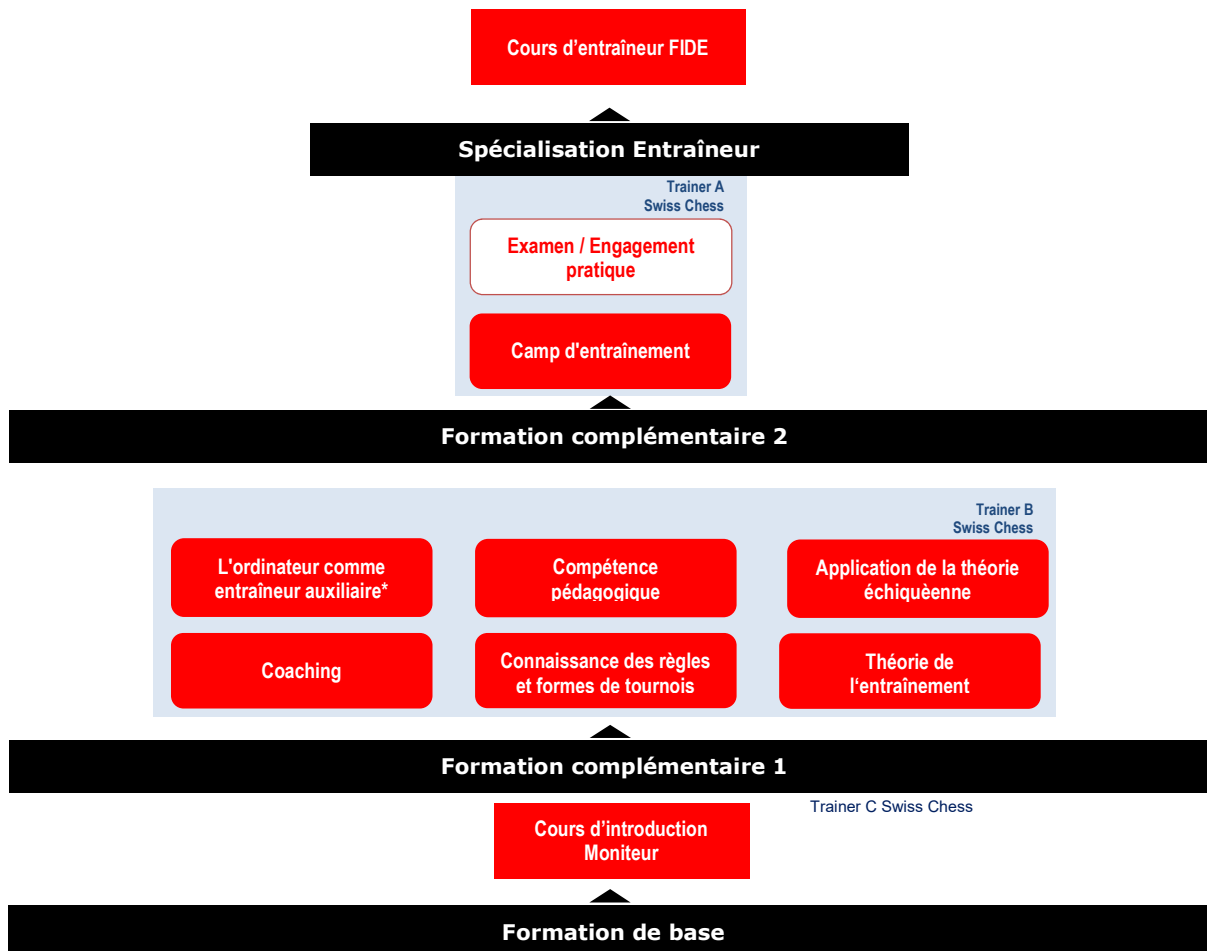 Cours d’entraîneur FIDE
Spécialisation Entraîneur
Trainer A
Swiss Chess
Examen / Engagement
pratique
Camp d'entraînement
Formation complémentaire 2
Trainer B
Swiss Chess
L'ordinateur comme
entraîneur auxiliaire*
Compétence
pédagogique
Application de la théorie
échiquèenne
Coaching
Connaissance des règles
et formes de tournois
Théorie de
l‘entraînement
Formation complémentaire 1
Trainer C Swiss Chess
Cours d’introduction
Moniteur
Formation de base